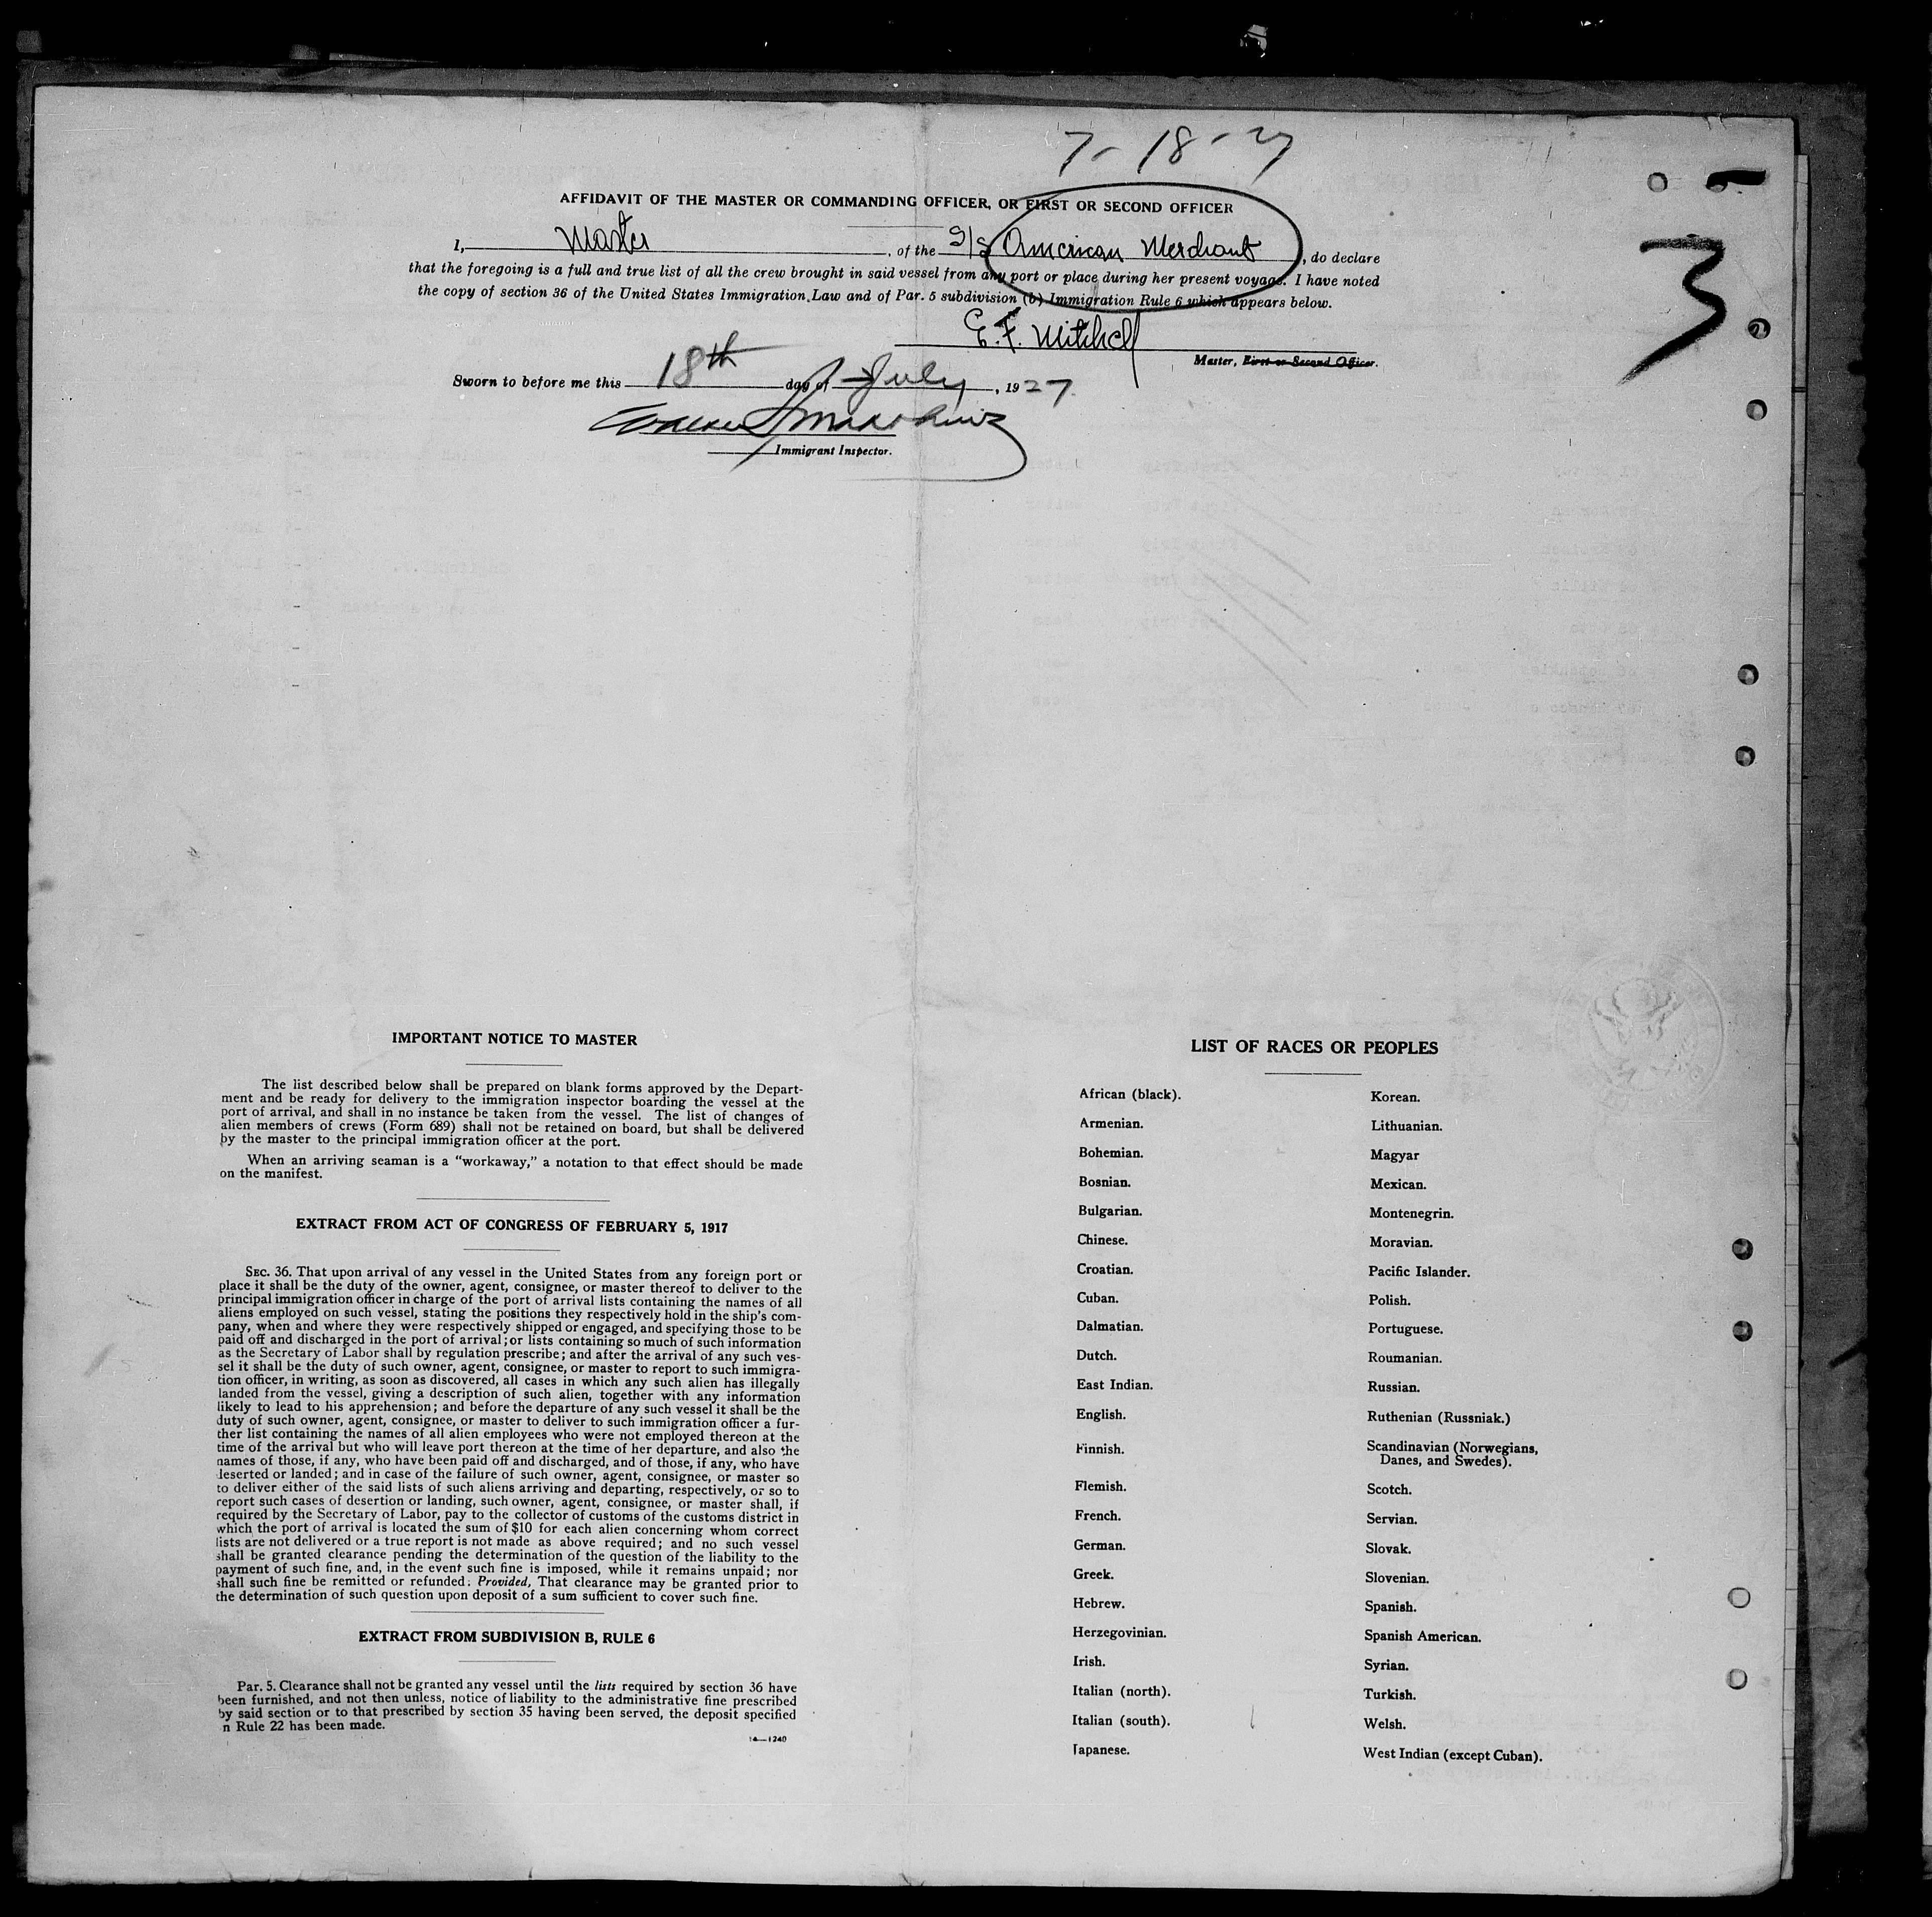 7-18-27
3
AFFIDAVIT OF THE MASTER OR COMMANDING OFFICER, OR FIRST OR SECOND OFFICER
I, Master, of the S/S American Merchant, do declare
that the foregoing is a full and true list of all the crew brought in said vessel from any port or place during her present voyage. I have noted
the copy of section 36 of the United States Immigration Law and of Par. 5 subdivision (b) Immigration Rule 6 which appears below.
E. F. Mitchell
Master, First or Second Officer.
Sworn to before me this 18th day of July, 1927
Immigrant Inspector.
IMPORTANT NOTICE TO MASTER
The list described below shall be prepared on blank forms approved by the Depart-
ment and be ready for delivery to the immigration inspector boarding the vessel at the
port of arrival, and shall in no instance be taken from the vessel. The list of changes of
alien members of crews (Form 689) shall not be retained on board, but shall be delivered
by the master to the principal immigration officer at the port.
When an arriving seaman is a "workaway," a notation to that effect should be made
on the manifest.
EXTRACT FROM ACT OF CONGRESS OF FEBRUARY 5, 1917
SEC. 36. That upon arrival of any vessel in the United States from any foreign port or
place it shall be the duty of the owner, agent, consignee, or master thereof to deliver to the
principal immigration officer in charge of the port of arrival lists containing the names of all
aliens employed on such vessel, stating the positions they respectively hold in the ship's com-
pany, when and where they were respectively shipped or engaged, and specifying those to be
paid off and discharged in the port of arrival; or lists containing so much of such information
as the Secretary of Labor shall by regulation prescribe; and after the arrival of any such ves-
sel it shall be the duty of such owner, agent, consignee, or master to report to such immigra-
tion officer, in writing, as soon as discovered, all cases in which any such alien has illegally
landed from the vessel, giving a description of such alien, together with any information
likely to lead to his apprehension; and before the departure of any such vessel it shall be the
duty of such owner, agent, consignee, or master to deliver to such immigration officer a fur-
ther list containing the names of all alien employees who were not employed thereon at the
time of the arrival but who will leave port thereon at the time of her departure, and also the
names of those, if any, who have been paid off and discharged, and of those, if any, who have
deserted or landed; and in case of the failure of such owner, agent, consignee, or master so
to deliver either of the said lists of such aliens arriving and departing, respectively, or so to
report such cases of desertion or landing, such owner, agent, consignee, or master shall, if
required by the Secretary of Labor, pay to the collector of customs of the customs district in
which the port of arrival is located the sum of $10 for each alien concerning whom correct
lists are not delivered or a true report is not made as above required; and no such vessel
shall be granted clearance pending the determination of the question of the liability to the
payment of such fine, and, in the event such fine is imposed, while it remains unpaid; nor
shall such fine be remitted or refunded: Provided, That clearance may be granted prior to
the determination of such question upon deposit of a sum sufficient to cover such fine.
EXTRACT FROM SUBDIVISION B, RULE 6
Par. 5. Clearance shall not be granted any vessel until the lists required by section 36 have
been furnished, and not then unless, notice of liability to the administrative fine prescribed
by said section or to that prescribed by section 35 having been served, the deposit specified
n Rule 22 has been made.
14—1240
LIST OF RACES OR PEOPLES
African (black).
Armenian.
Bohemian.
Bosnian.
Bulgarian.
Chinese.
Croatian.
Cuban.
Dalmatian.
Dutch.
East Indian.
English.
Finnish.
Flemish.
French.
German.
Greek.
Hebrew.
Herzegovinian.
Irish.
Italian (north).
Italian (south).
Japanese.
Korean.
Lithuanian.
Magyar
Mexican.
Montenegrin.
Moravian.
Pacific Islander.
Polish.
Portuguese.
Roumanian.
Russian.
Ruthenian (Russniak.)
Scandinavian (Norwegians,
Danes, and Swedes).
Scotch.
Servian.
Slovak.
Slovenian.
Spanish.
Spanish American.
Syrian.
Turkish.
Welsh.
West Indian (except Cuban).